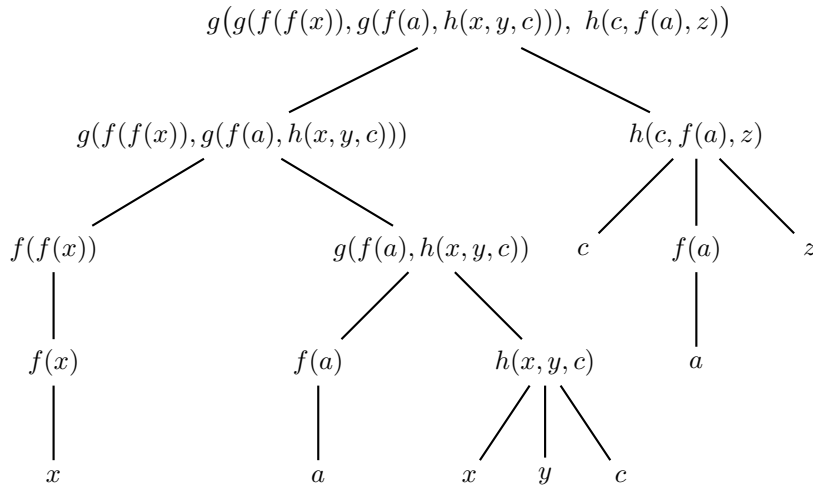 g(g(f(f(x)), g(f(a), h(x, y, c))), h(c, f(a), z))
g(f(f(x)), g(f(a), h(x, y, c))) h(c, f(a), z)
f(f(x)) g(f(a), h(x, y, c)) c f(a) z
f(x) f(a) h(x, y, c) a
x a x y c